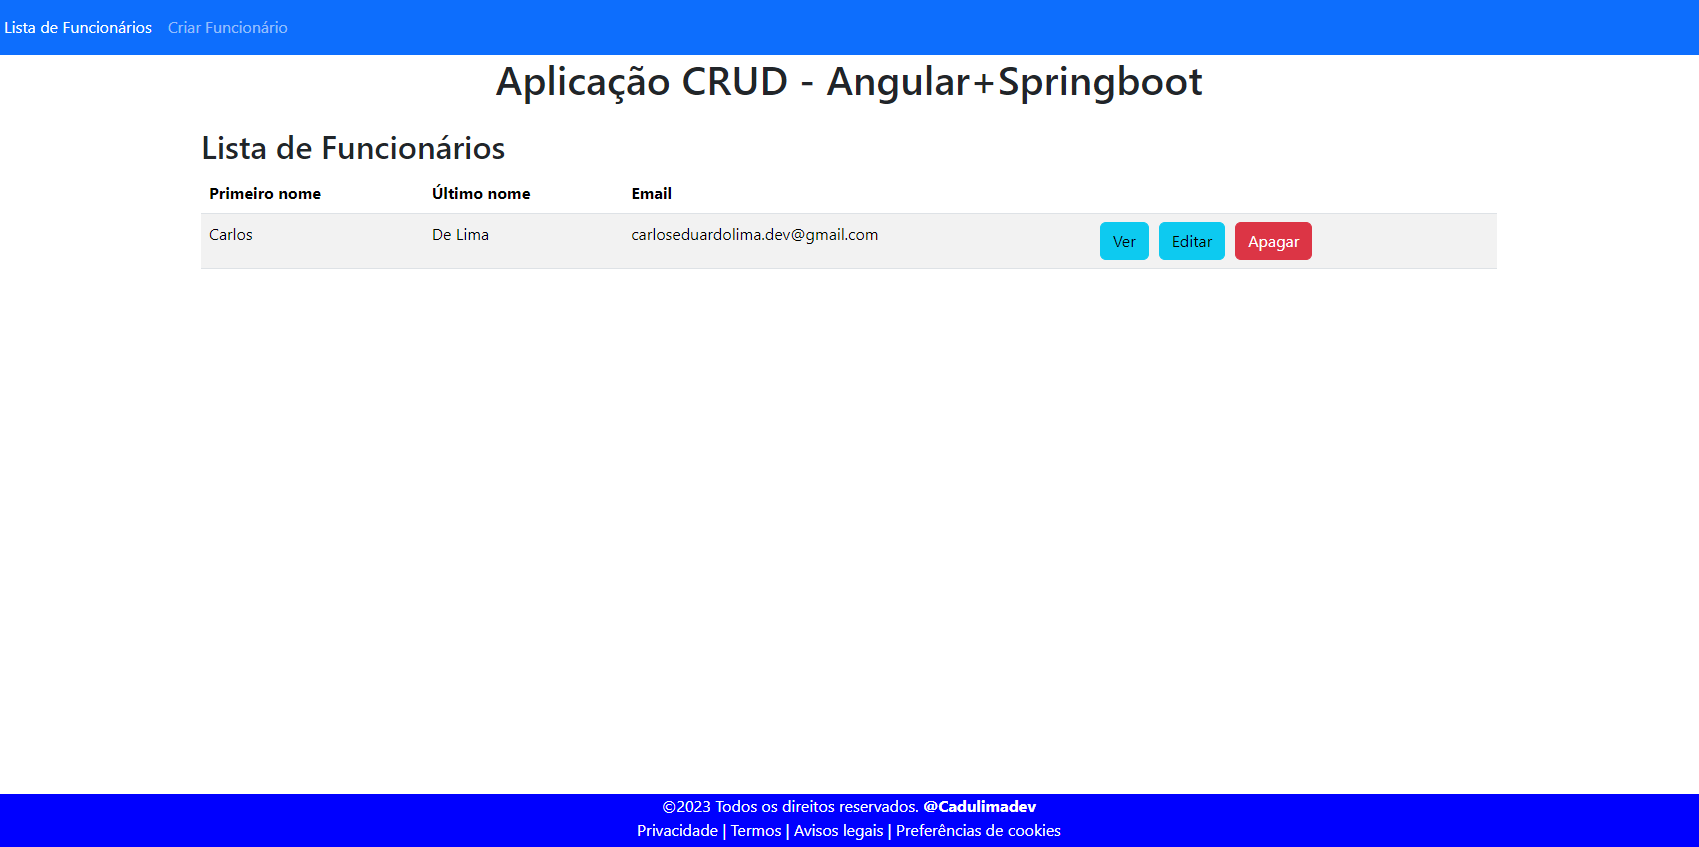 Lista de Funcionários Criar Funcionário
Aplicação CRUD - Angular+Springboot
Lista de Funcionários
Primeiro nome Último nome Email
Carlos De Lima carloseduardolima.dev@gmail.com Ver Editar Apagar
©2023 Todos os direitos reservados. @Cadulimadev
Privacidade | Termos | Avisos legais | Preferências de cookies